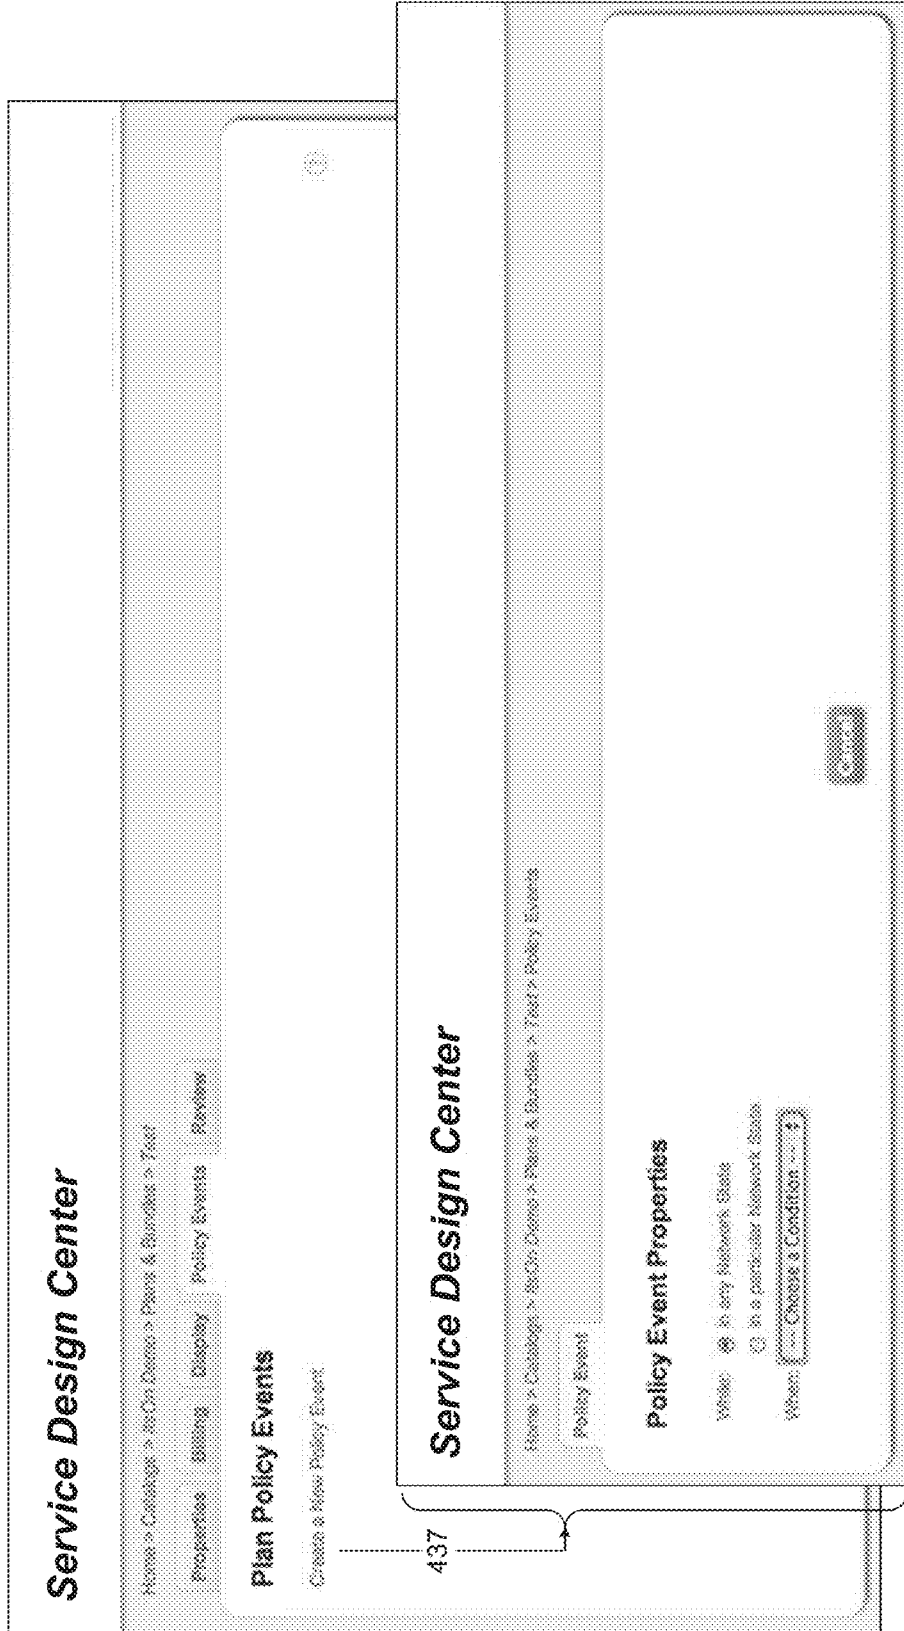 Service Design Center
Home > Catalogs > ItsOn Demo > Plans & Bundles > Test
Properties Billing Display Policy Events Review
Plan Policy Events
Create a New Policy Event
437
Service Design Center
Home > Catalogs > ItsOn Demo > Plans & Bundles > Test > Policy Events
Policy Event
Policy Event Properties
While: In any Network State
In a particular Network State
When: -- Choose a Condition --